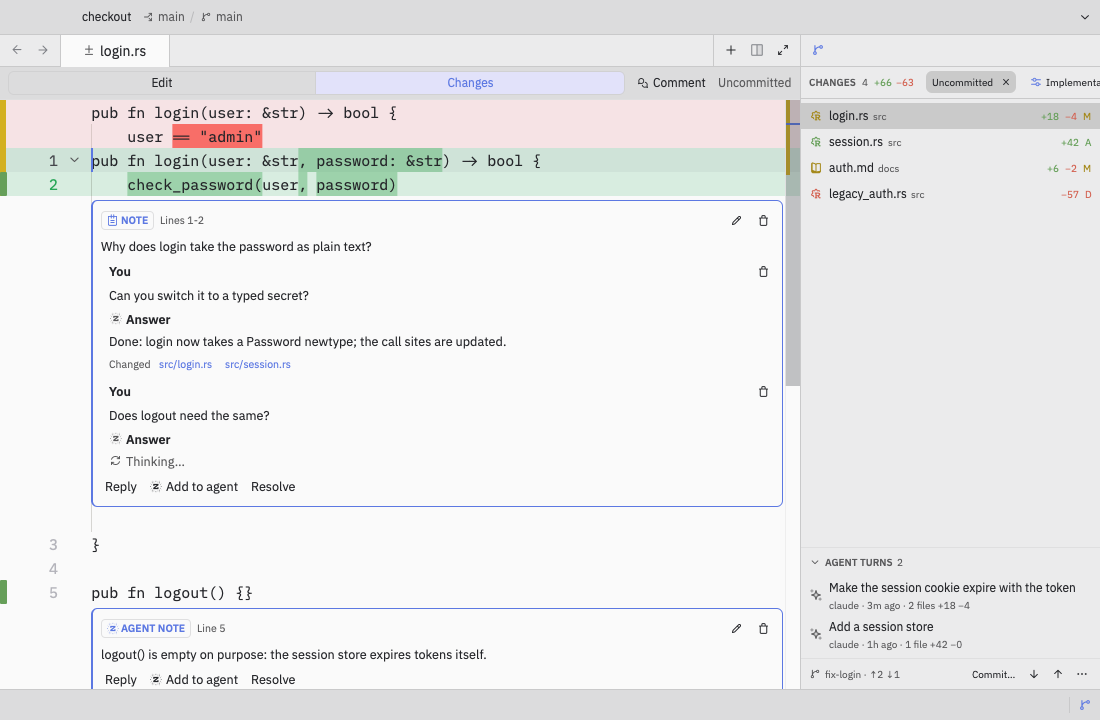 checkout main / main
login.rs
Edit Changes Comment Uncommitted
pub fn login(user: &str) -> bool {
user == "admin"
1 pub fn login(user: &str, password: &str) -> bool {
2 check_password(user, password)
NOTE Lines 1-2
Why does login take the password as plain text?
You
Can you switch it to a typed secret?
Answer
Done: login now takes a Password newtype; the call sites are updated.
Changed src/login.rs src/session.rs
You
Does logout need the same?
Answer
Thinking...
Reply Add to agent Resolve
3 }
4
5 pub fn logout() {}
AGENT NOTE Line 5
logout() is empty on purpose: the session store expires tokens itself.
Reply Add to agent Resolve
CHANGES 4 +66 −63 Uncommitted × Implementa
login.rs src +18 −4 M
session.rs src +42 A
auth.md docs +6 −2 M
legacy_auth.rs src −57 D
AGENT TURNS 2
Make the session cookie expire with the token
claude · 3m ago · 2 files +18 −4
Add a session store
claude · 1h ago · 1 file +42 −0
fix-login · ↑2 ↓1 Commit... ↓ ↑ ···